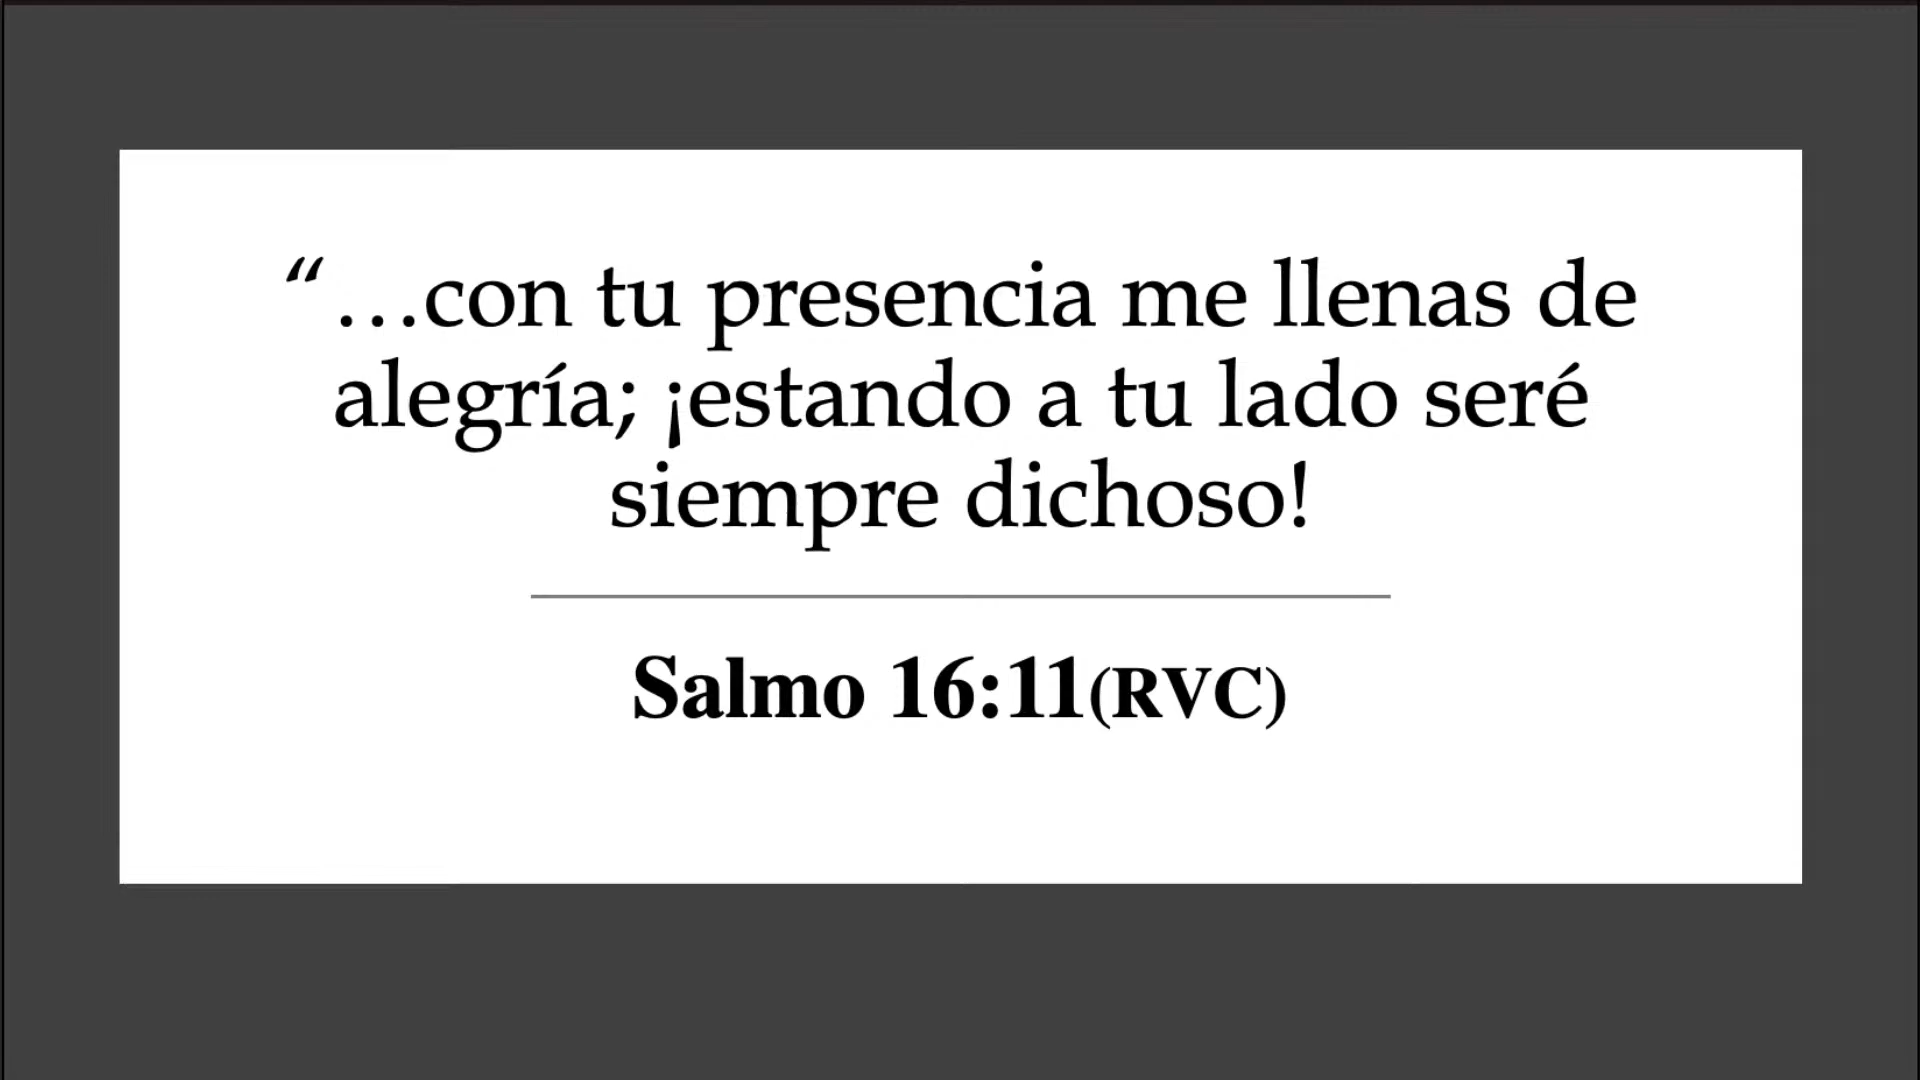 “…con tu presencia me llenas de
alegría; ¡estando a tu lado seré
siempre dichoso!
Salmo 16:11(RVC)